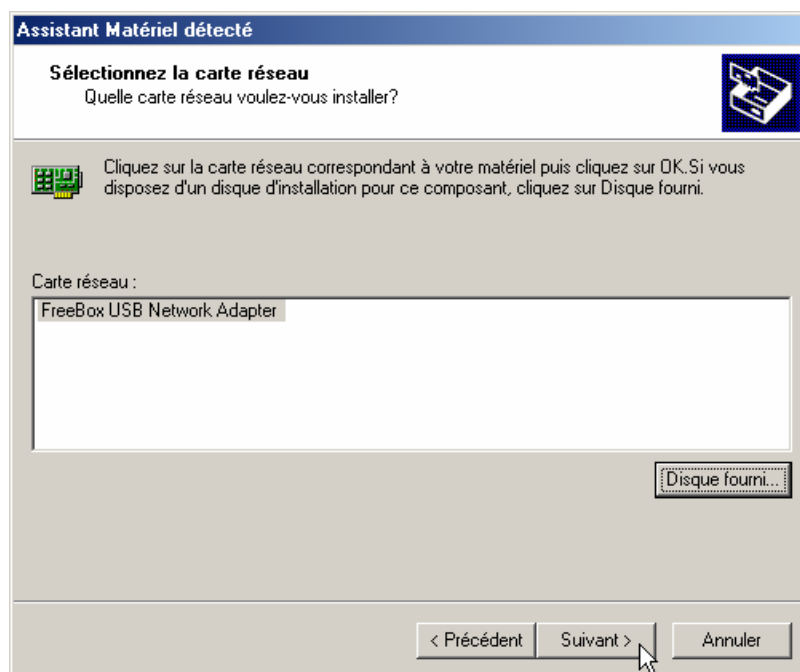 Assistant Matériel détecté
Sélectionnez la carte réseau
Quelle carte réseau voulez-vous installer?
Cliquez sur la carte réseau correspondant à votre matériel puis cliquez sur OK.Si vous
disposez d'un disque d'installation pour ce composant, cliquez sur Disque fourni.
Carte réseau :
FreeBox USB Network Adapter
Disque fourni...
< Précédent
Suivant >
Annuler